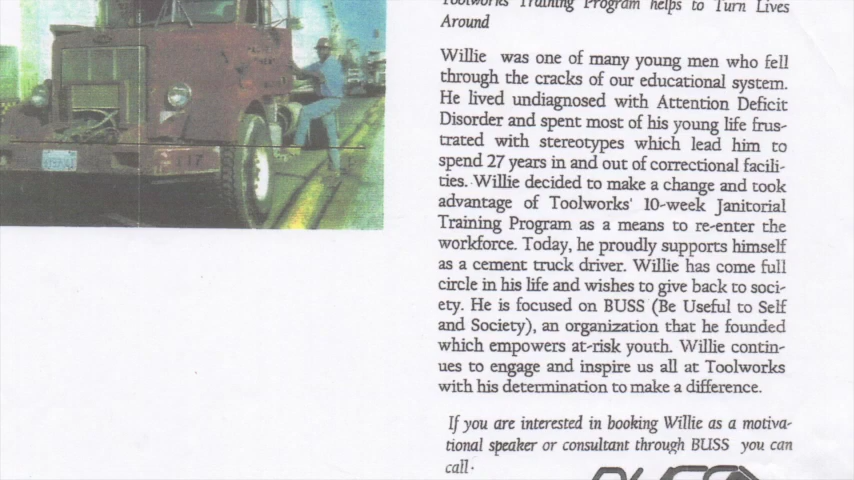 Toolworks Training Program helps to Turn Lives
Around
Willie was one of many young men who fell
through the cracks of our educational system.
He lived undiagnosed with Attention Deficit
Disorder and spent most of his young life frus-
trated with stereotypes which lead him to
spend 27 years in and out of correctional facili-
ties. Willie decided to make a change and took
advantage of Toolworks' 10-week Janitorial
Training Program as a means to re-enter the
workforce. Today, he proudly supports himself
as a cement truck driver. Willie has come full
circle in his life and wishes to give back to soci-
ety. He is focused on BUSS (Be Useful to Self
and Society), an organization that he founded
which empowers at-risk youth. Willie contin-
ues to engage and inspire us all at Toolworks
with his determination to make a difference.
If you are interested in booking Willie as a motiva-
tional speaker or consultant through BUSS you can
call.
BUSS